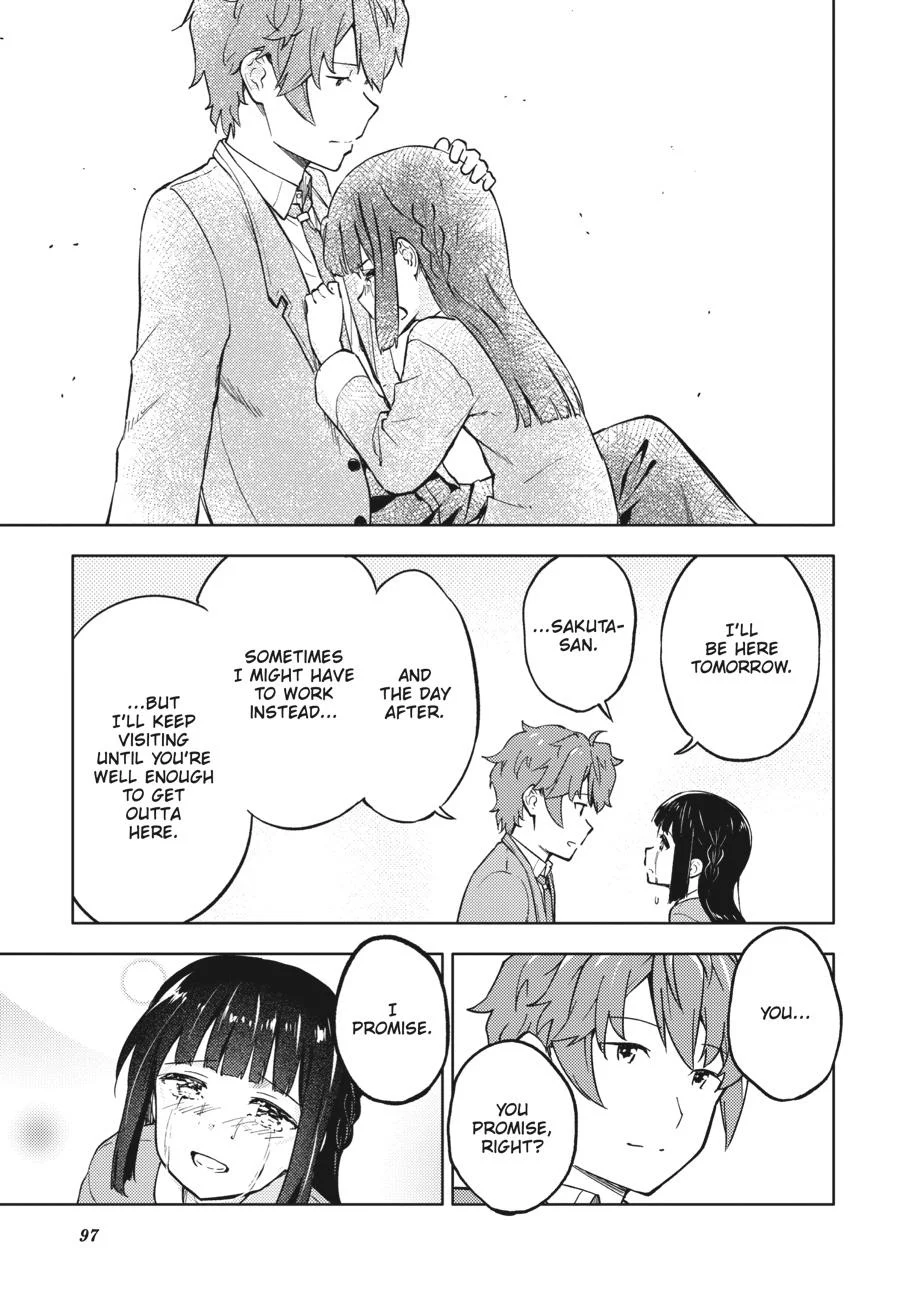 I'LL
BE HERE
TOMORROW.
...SAKUTA-
SAN.
AND
THE DAY
AFTER.
SOMETIMES
I MIGHT HAVE
TO WORK
INSTEAD...
...BUT
I'LL KEEP
VISITING
UNTIL YOU'RE
WELL ENOUGH
TO GET
OUTTA
HERE.
YOU...
YOU
PROMISE,
RIGHT?
I
PROMISE.
97